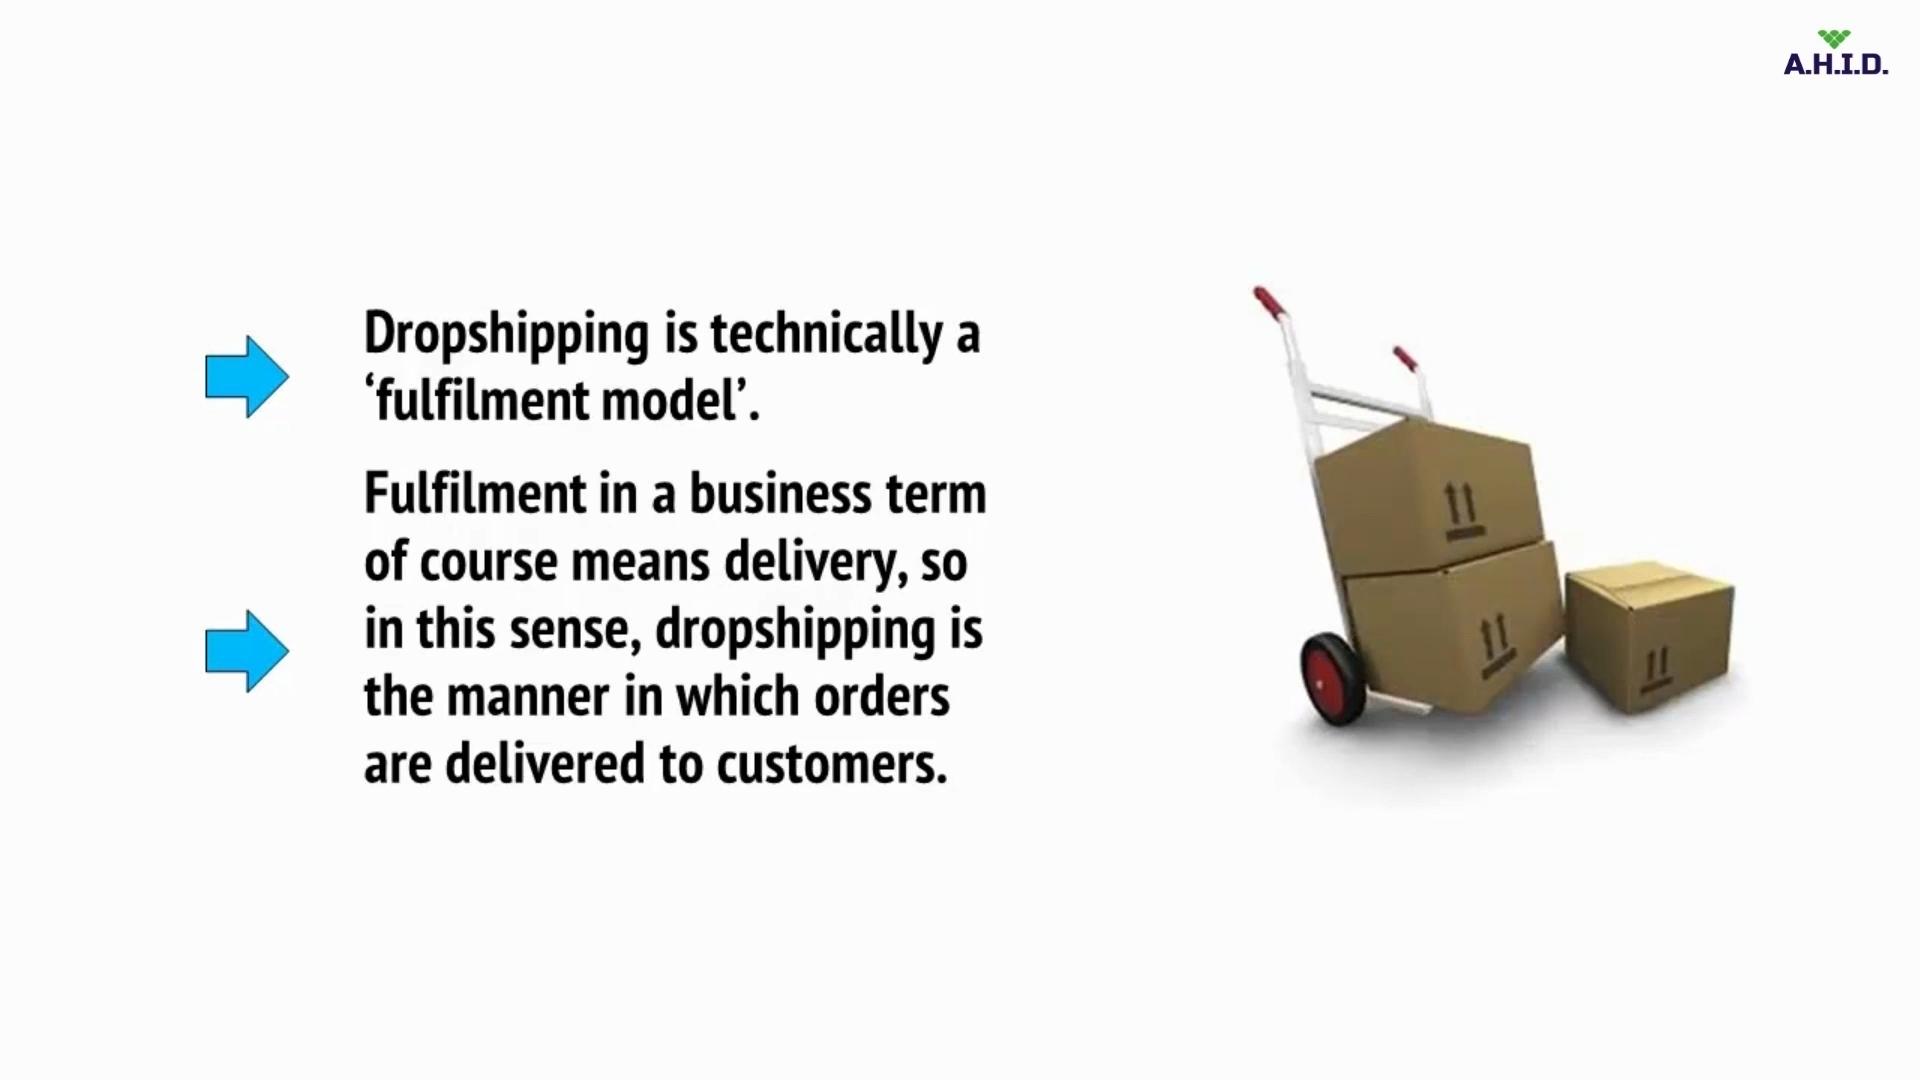 A.H.I.D.
Dropshipping is technically a
‘fulfilment model’.
Fulfilment in a business term
of course means delivery, so
in this sense, dropshipping is
the manner in which orders
are delivered to customers.